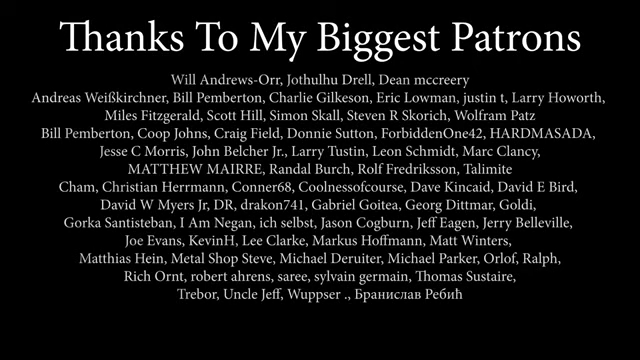 Thanks To My Biggest Patrons
Will Andrews-Orr, Jothulhu Drell, Dean mccreery
Andreas Weißkirchner, Bill Pemberton, Charlie Gilkeson, Eric Lowman, justin t, Larry Howorth,
Miles Fitzgerald, Scott Hill, Simon Skall, Steven R Skorich, Wolfram Patz
Bill Pemberton, Coop Johns, Craig Field, Donnie Sutton, ForbiddenOne42, HARDMASADA,
Jesse C Morris, John Belcher Jr., Larry Tustin, Leon Schmidt, Marc Clancy,
MATTHEW MAIRRE, Randal Burch, Rolf Fredriksson, Talimite
Cham, Christian Herrmann, Conner68, Coolnessofcourse, Dave Kincaid, David E Bird,
David W Myers Jr, DR, drakon741, Gabriel Goitea, Georg Dittmar, Goldi,
Gorka Santisteban, I Am Negan, ich selbst, Jason Cogburn, Jeff Eagen, Jerry Belleville,
Joe Evans, KevinH, Lee Clarke, Markus Hoffmann, Matt Winters,
Matthias Hein, Metal Shop Steve, Michael Deruiter, Michael Parker, Orlof, Ralph,
Rich Ornt, robert ahrens, saree, sylvain germain, Thomas Sustaire,
Trebor, Uncle Jeff, Wuppser ., Бранислав Ребић